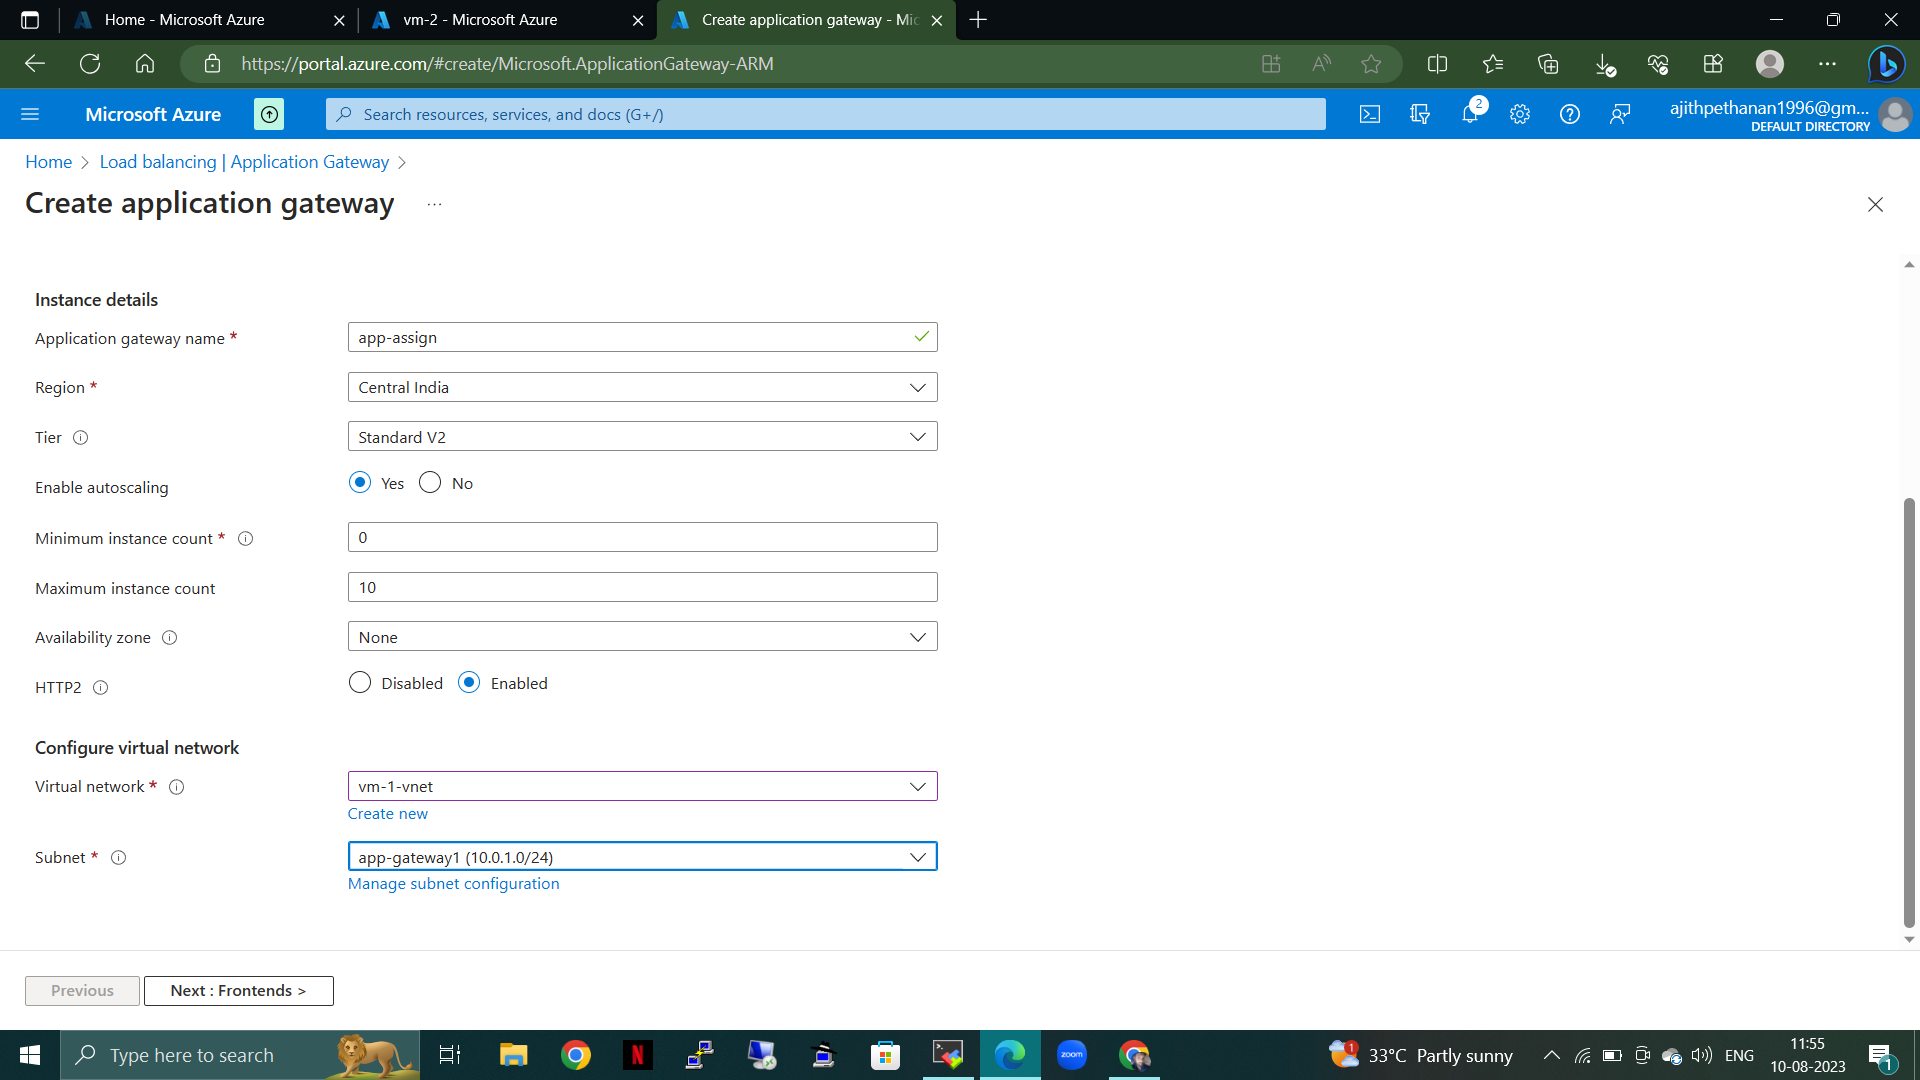 Home - Microsoft Azure
vm-2 - Microsoft Azure
Create application gateway - Mic
https://portal.azure.com/#create/Microsoft.ApplicationGateway-ARM
Microsoft Azure
Search resources, services, and docs (G+/)
2
ajithpethanan1996@gm...
DEFAULT DIRECTORY
Home > Load balancing | Application Gateway >
Create application gateway ...
Instance details
Application gateway name * app-assign
Region * Central India
Tier Standard V2
Enable autoscaling Yes No
Minimum instance count * 0
Maximum instance count 10
Availability zone None
HTTP2 Disabled Enabled
Configure virtual network
Virtual network * vm-1-vnet
Create new
Subnet * app-gateway1 (10.0.1.0/24)
Manage subnet configuration
Previous
Next : Frontends >
Type here to search
zoom
1
33°C Partly sunny
ENG
11:55
10-08-2023
1